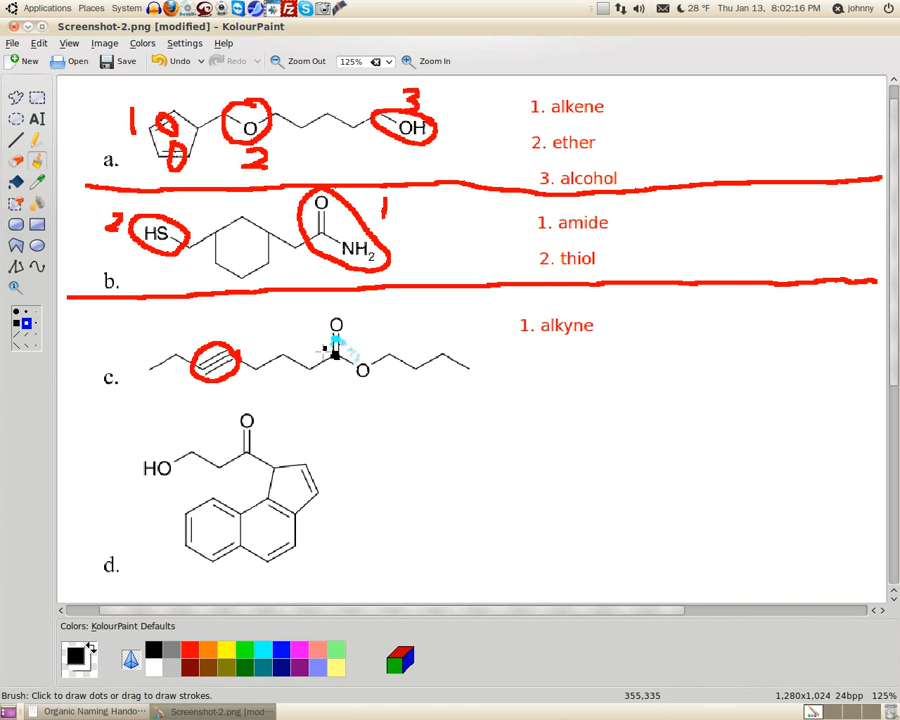 Applications Places System 28 °F Thu Jan 13, 8:02:16 PM johnny
Screenshot-2.png [modified] – KolourPaint
File Edit View Image Colors Settings Help
New Open Save Undo Redo Zoom Out 125% Zoom In
1 O 2 OH 3
a.
1. alkene
2. ether
3. alcohol
2 HS O NH2 1
b.
1. amide
2. thiol
O
O
c.
1. alkyne
O
HO
d.
Colors: KolourPaint Defaults
Brush: Click to draw dots or drag to draw strokes. 355,335 1,280x1,024 24bpp 125%
Organic Naming Hando··· Screenshot-2.png [mod···